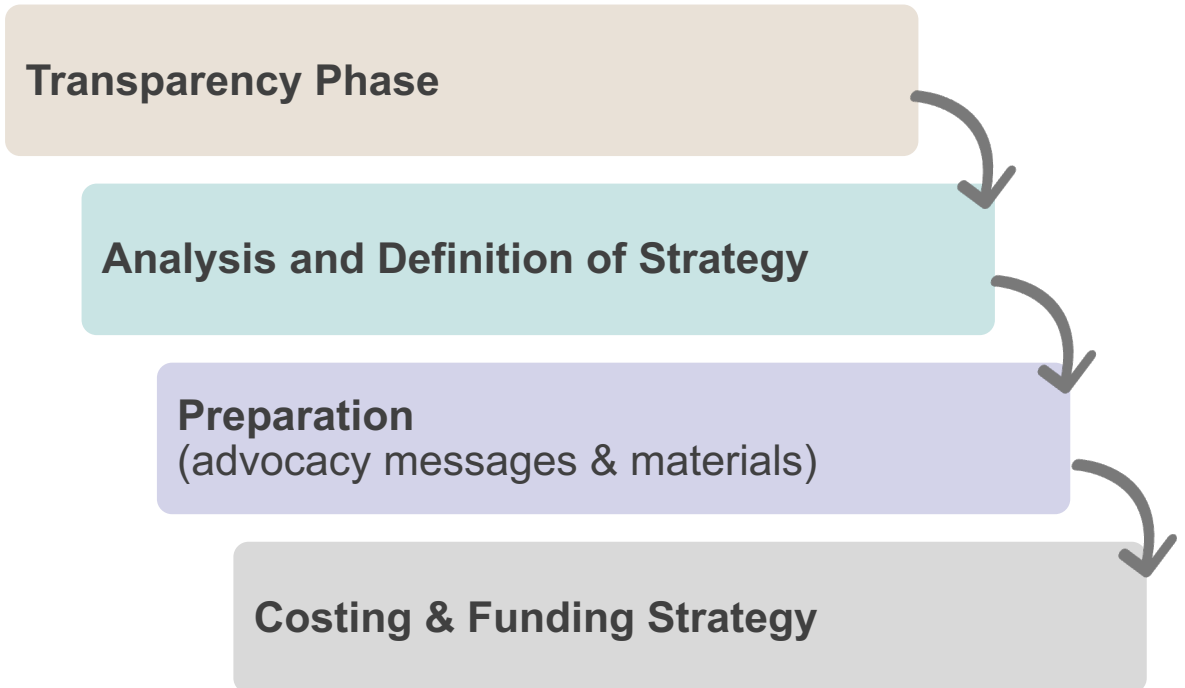 Transparency Phase
Analysis and Definition of Strategy
Preparation
(advocacy messages & materials)
Costing & Funding Strategy